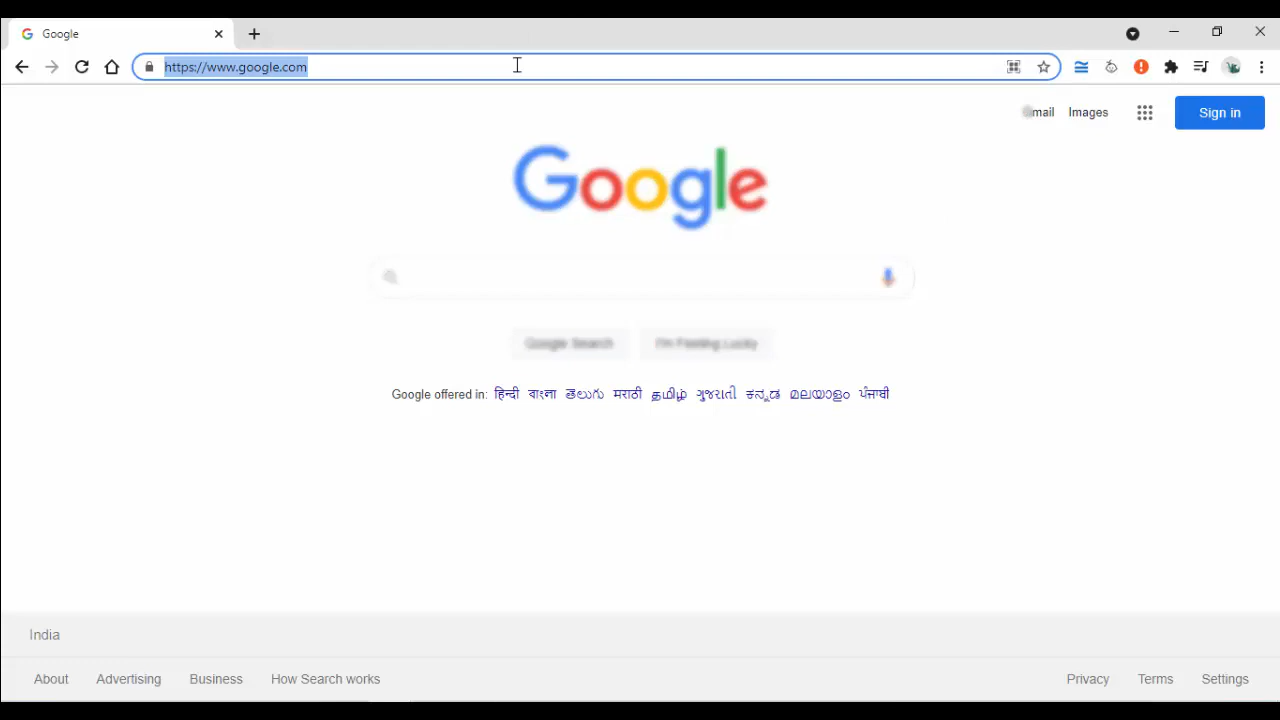 Google
https://www.google.com
mail Images Sign in
Google
Google Search I'm Feeling Lucky
Google offered in: हिन्दी বাংলা తెలుగు मराठी தமிழ் ગુજરાતી ಕನ್ನಡ മലയാളം ਪੰਜਾਬੀ
India
About Advertising Business How Search works Privacy Terms Settings